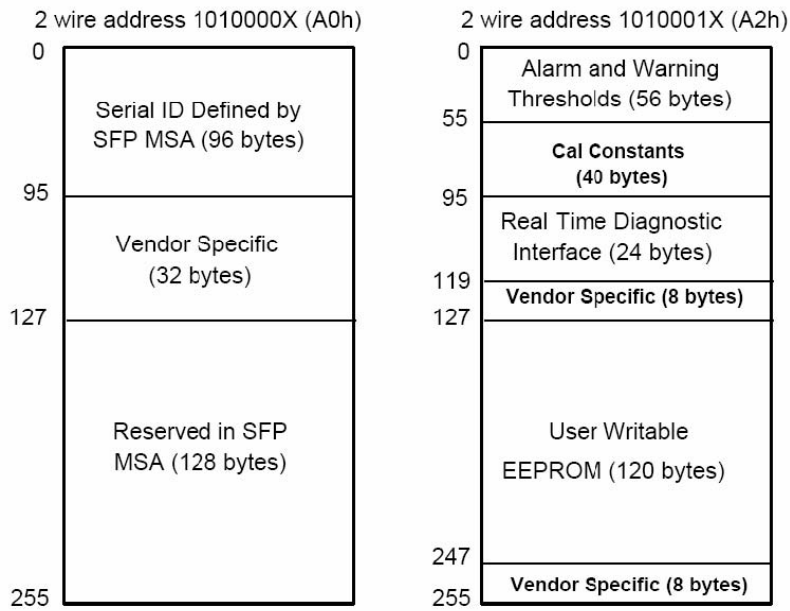 2 wire address 1010000X (A0h)
0
Serial ID Defined by
SFP MSA (96 bytes)
95
Vendor Specific
(32 bytes)
127
Reserved in SFP
MSA (128 bytes)
255
2 wire address 1010001X (A2h)
0
Alarm and Warning
Thresholds (56 bytes)
55
Cal Constants
(40 bytes)
95
Real Time Diagnostic
Interface (24 bytes)
119
Vendor Specific (8 bytes)
127
User Writable
EEPROM (120 bytes)
247
Vendor Specific (8 bytes)
255